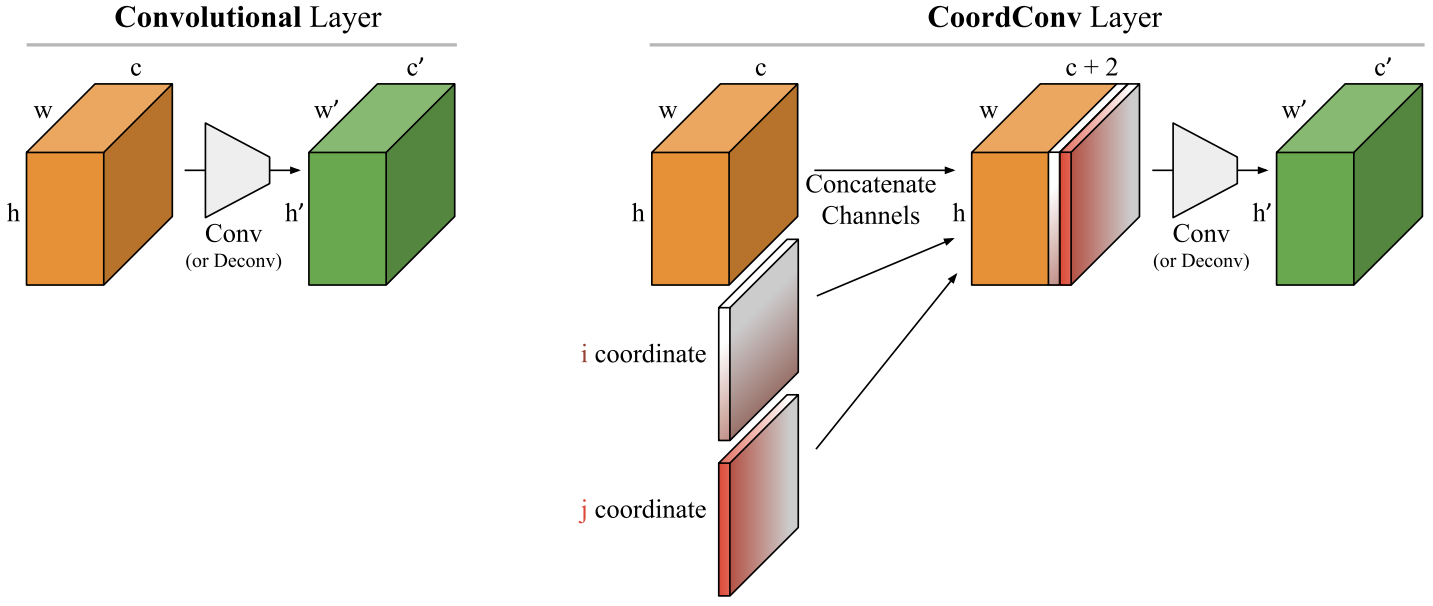 Convolutional Layer
c
c′
w
w′
h
h′
Conv
(or Deconv)
CoordConv Layer
c
c + 2
c′
w
w
w′
Concatenate
Channels
h
h
h′
Conv
(or Deconv)
i coordinate
j coordinate